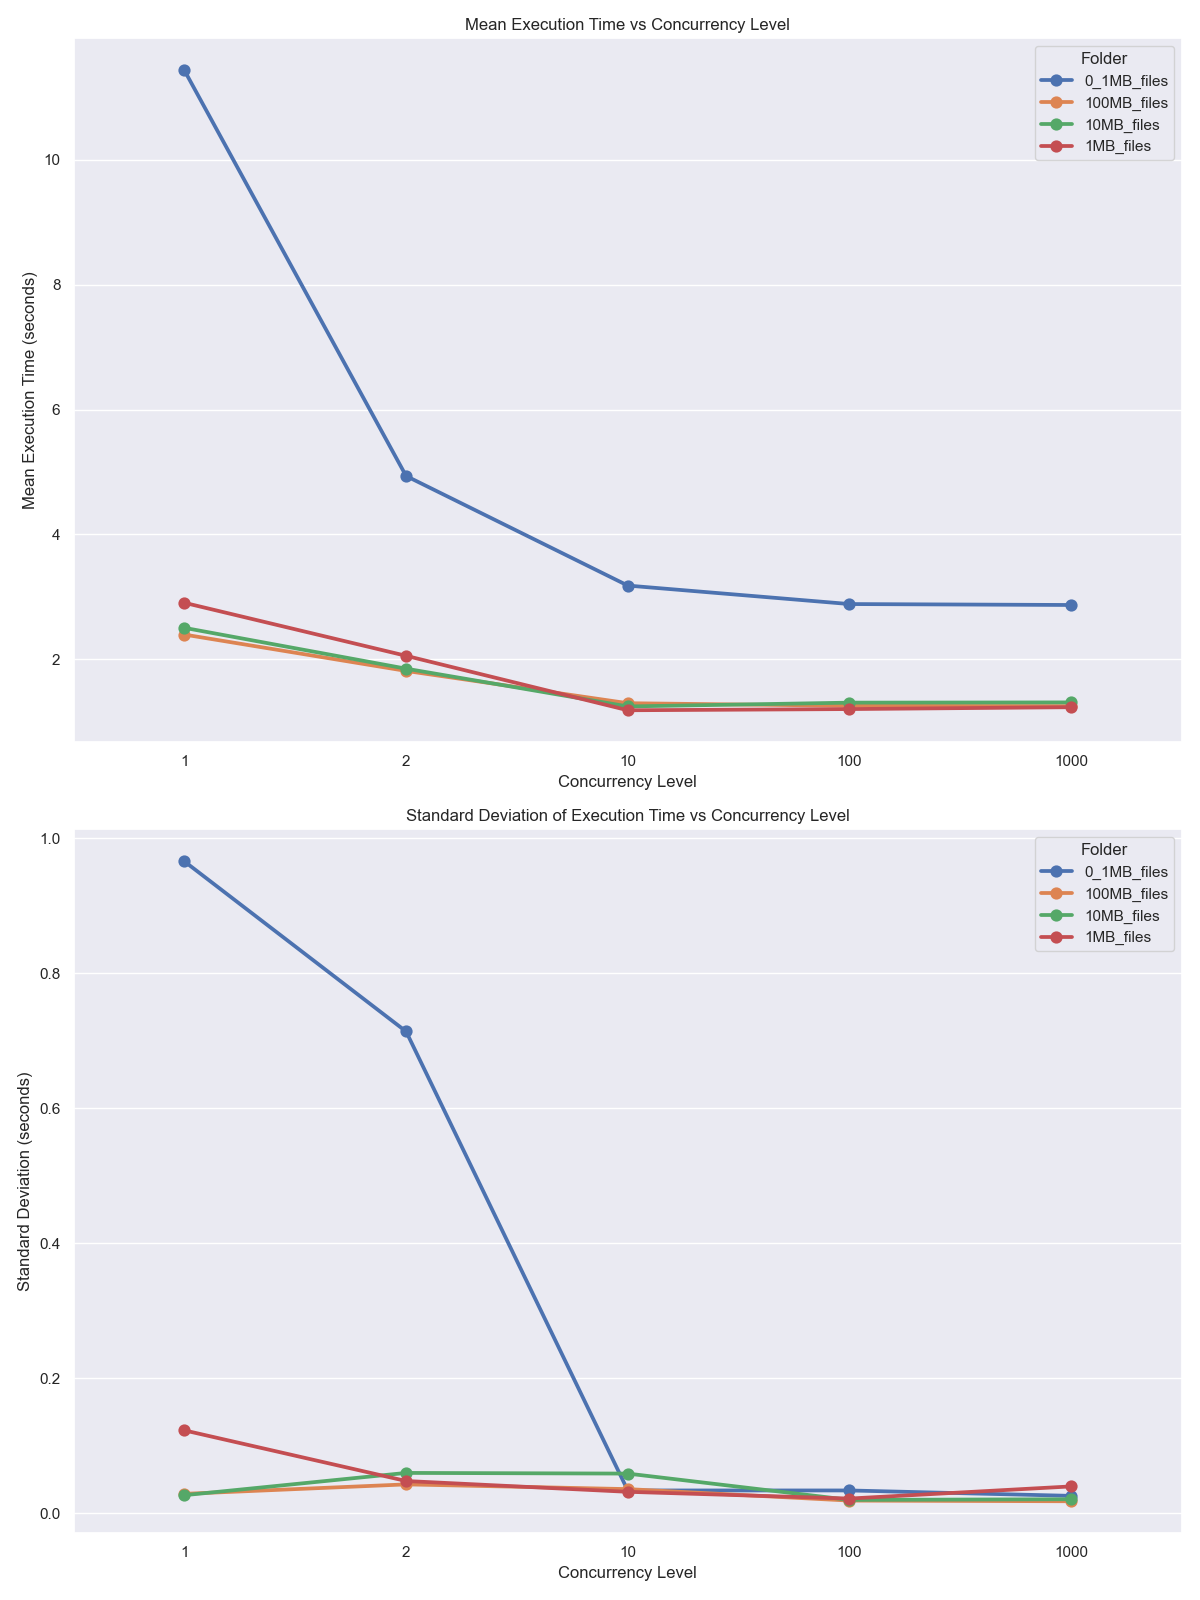 Mean Execution Time vs Concurrency Level
Folder
0_1MB_files
100MB_files
10MB_files
1MB_files
Mean Execution Time (seconds)
10
8
6
4
2
1
2
10
100
1000
Concurrency Level
Standard Deviation of Execution Time vs Concurrency Level
Folder
0_1MB_files
100MB_files
10MB_files
1MB_files
Standard Deviation (seconds)
1.0
0.8
0.6
0.4
0.2
0.0
1
2
10
100
1000
Concurrency Level